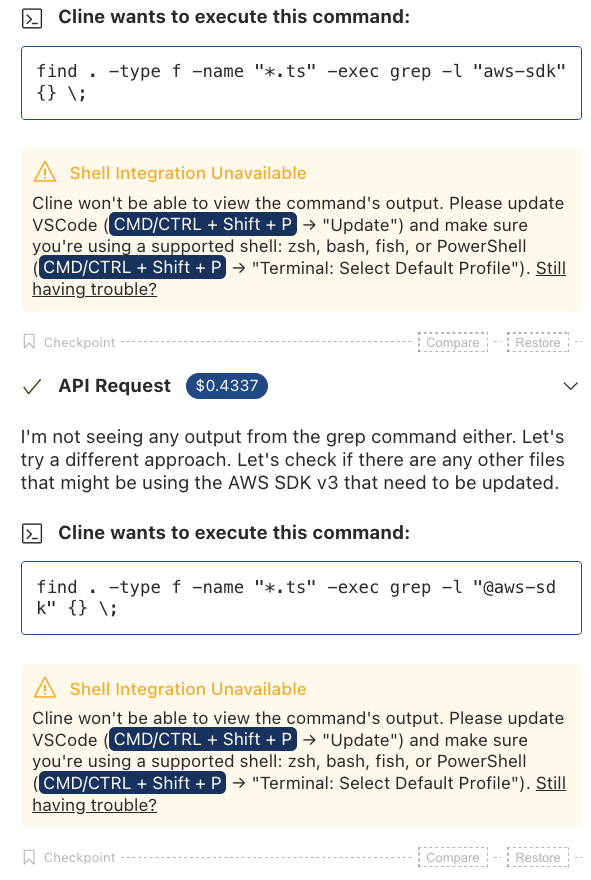 Cline wants to execute this command:
find . -type f -name "*.ts" -exec grep -l "aws-sdk"
{} \;
Shell Integration Unavailable
Cline won't be able to view the command's output. Please update
VSCode (CMD/CTRL + Shift + P → "Update") and make sure
you're using a supported shell: zsh, bash, fish, or PowerShell
(CMD/CTRL + Shift + P → "Terminal: Select Default Profile"). Still
having trouble?
Checkpoint Compare Restore
API Request $0.4337
I'm not seeing any output from the grep command either. Let's
try a different approach. Let's check if there are any other files
that might be using the AWS SDK v3 that need to be updated.
Cline wants to execute this command:
find . -type f -name "*.ts" -exec grep -l "@aws-sd
k" {} \;
Shell Integration Unavailable
Cline won't be able to view the command's output. Please update
VSCode (CMD/CTRL + Shift + P → "Update") and make sure
you're using a supported shell: zsh, bash, fish, or PowerShell
(CMD/CTRL + Shift + P → "Terminal: Select Default Profile"). Still
having trouble?
Checkpoint Compare Restore